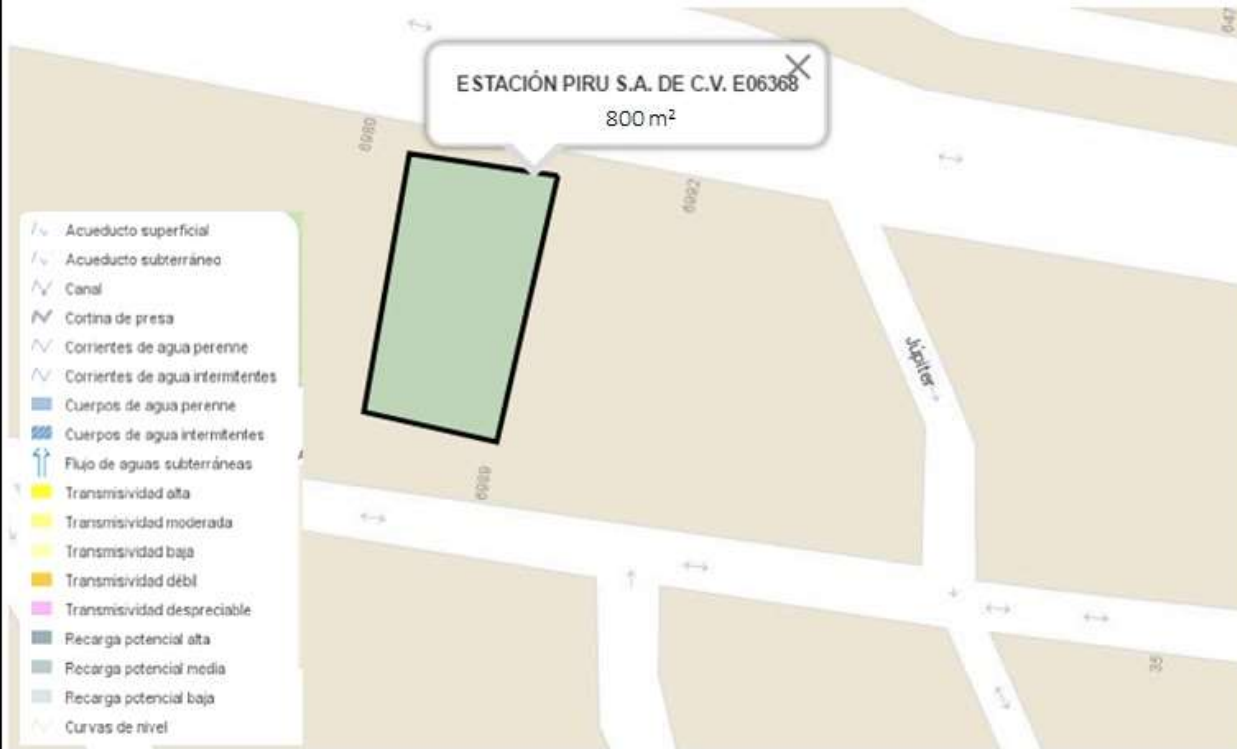 ESTACIÓN PIRU S.A. DE C.V. E06368
800 m²
647
6980
6992
Acueducto superficial
Acueducto subterráneo
Canal
Cortina de presa
Corrientes de agua perenne
Corrientes de agua intermitentes
Cuerpos de agua perenne
Cuerpos de agua intermitentes
Flujo de aguas subterráneas
Transmisividad alta
Transmisividad moderada
Transmisividad baja
Transmisividad débil
Transmisividad despreciable
Recarga potencial alta
Recarga potencial media
Recarga potencial baja
Curvas de nivel
Júpiter
6989
35